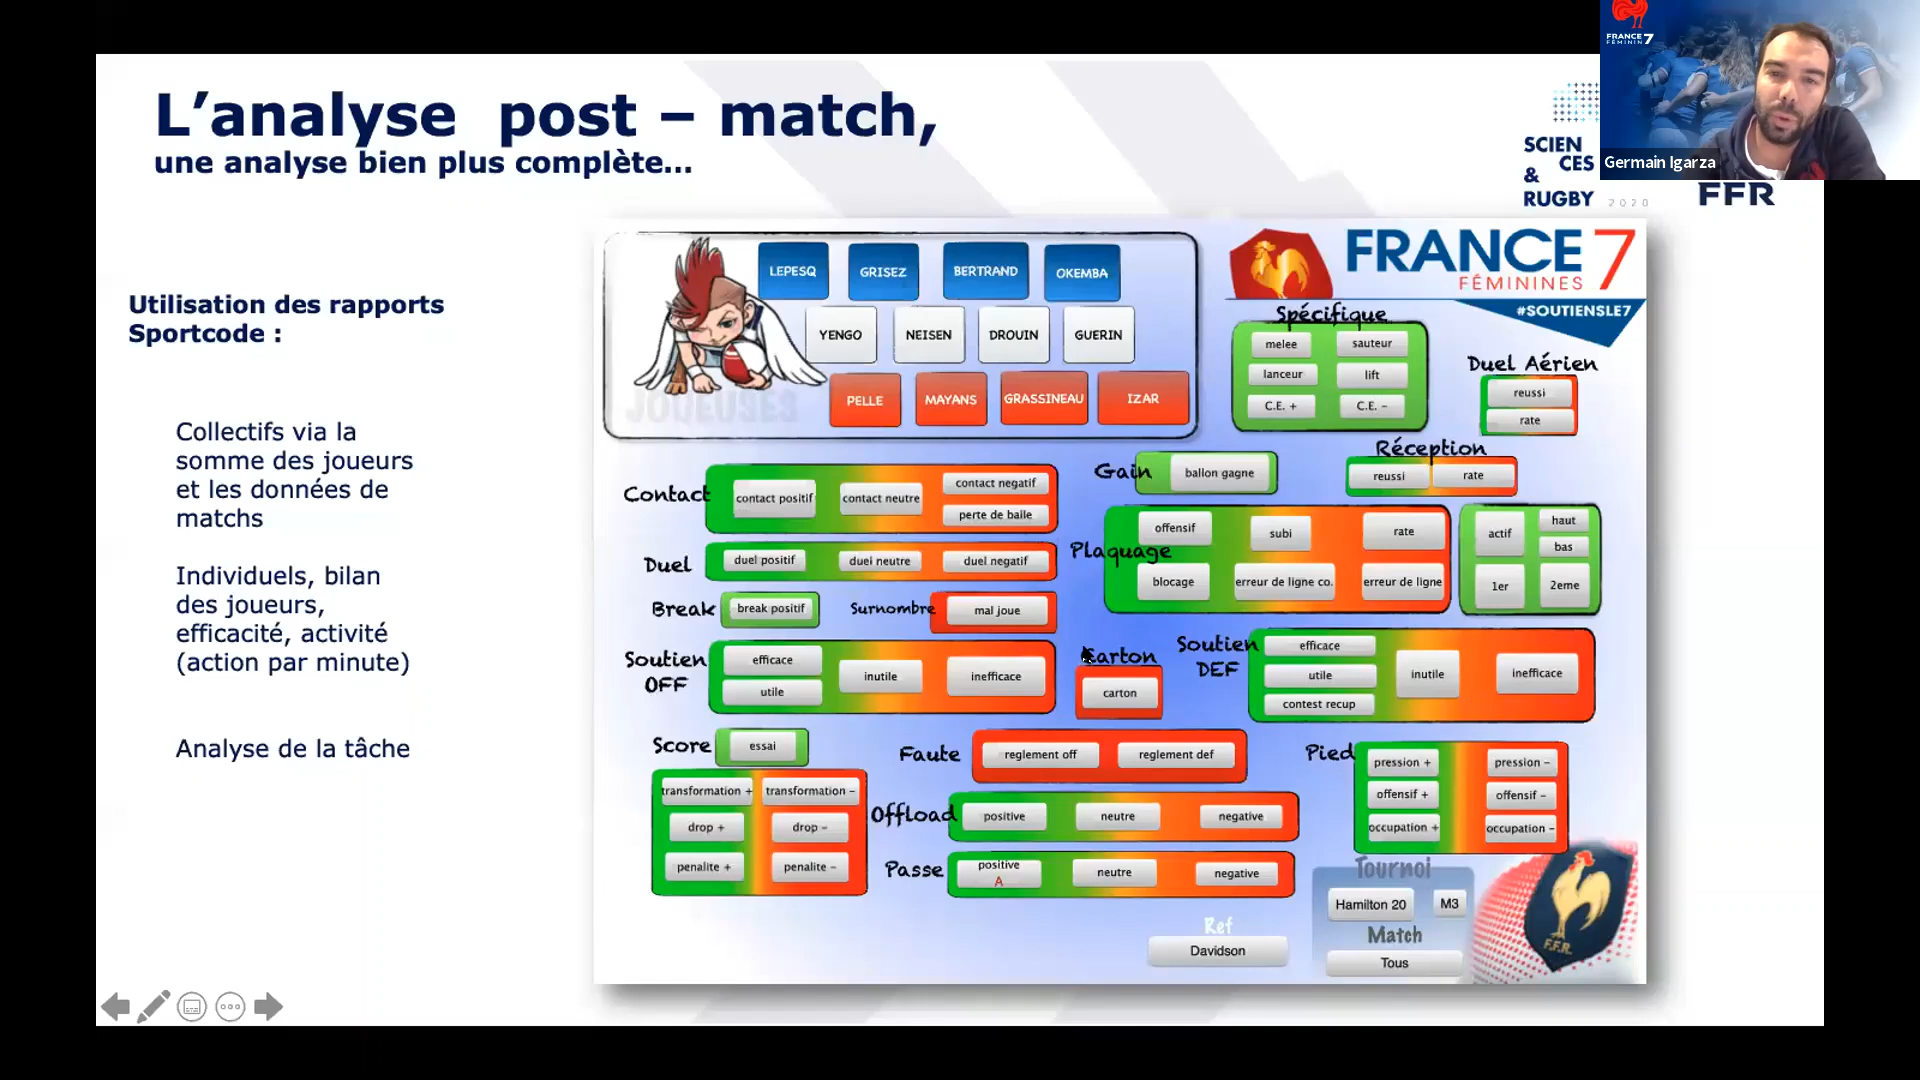 L’analyse post – match,
une analyse bien plus complète...
FRANCE
FÉMININ 7
Germain Igarza
SCIEN
CES
&
RUGBY 2020
FFR
Utilisation des rapports
Sportcode :
Collectifs via la
somme des joueurs
et les données de
matchs
Individuels, bilan
des joueurs,
efficacité, activité
(action par minute)
Analyse de la tâche
LEPESQ GRISEZ BERTRAND OKEMBA
YENGO NEISEN DROUIN GUERIN
PELLE MAYANS GRASSINEAU IZAR
JOUEUSES
FRANCE 7
FÉMININES
#SOUTIENSLE7
Spécifique
melee sauteur
lanceur lift
C.E. + C.E. -
Duel Aérien
reussi
rate
Réception
reussi rate
Gain ballon gagne
Contact contact positif contact neutre contact negatif
perte de balle
Duel duel positif duel neutre duel negatif
Break break positif
Surnombre mal joue
Plaquage
offensif subi rate
blocage erreur de ligne co. erreur de ligne
actif haut
bas
1er 2eme
Soutien
OFF
efficace inutile inefficace
utile
Carton
carton
Soutien
DEF
efficace
utile inutile inefficace
contest recup
Score essai
transformation + transformation -
drop + drop -
penalite + penalite -
Faute reglement off reglement def
Offload positive neutre negative
Passe positive neutre negative
A
Pied
pression + pression -
offensif + offensif -
occupation + occupation -
Tournoi
Hamilton 20 M3
Match
Tous
Ref
Davidson
F.F.R.